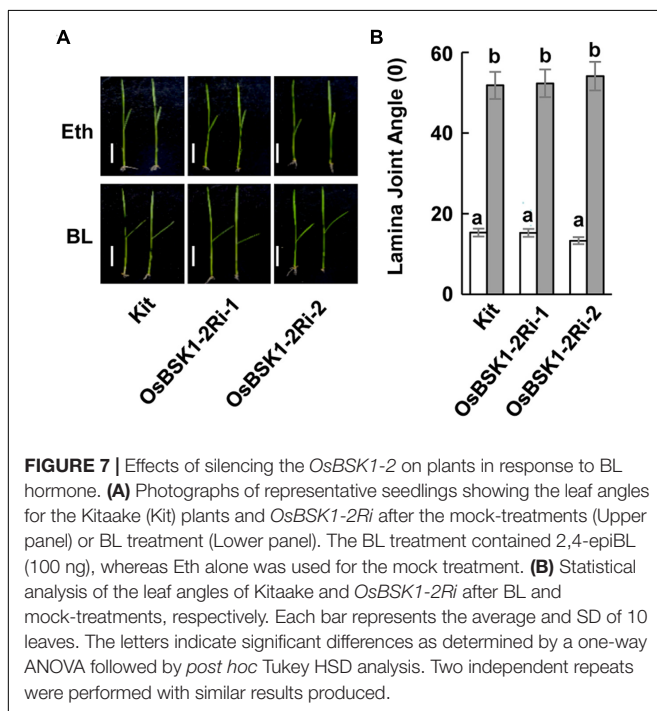 A
B
Eth
BL
Kit
OsBSK1-2Ri-1
OsBSK1-2Ri-2
Lamina Joint Angle (0)
60
40
20
0
a
b
a
b
a
b
Kit
OsBSK1-2Ri-1
OsBSK1-2Ri-2
FIGURE 7 | Effects of silencing the OsBSK1-2 on plants in response to BL
hormone. (A) Photographs of representative seedlings showing the leaf angles
for the Kitaake (Kit) plants and OsBSK1-2Ri after the mock-treatments (Upper
panel) or BL treatment (Lower panel). The BL treatment contained 2,4-epiBL
(100 ng), whereas Eth alone was used for the mock treatment. (B) Statistical
analysis of the leaf angles of Kitaake and OsBSK1-2Ri after BL and
mock-treatments, respectively. Each bar represents the average and SD of 10
leaves. The letters indicate significant differences as determined by a one-way
ANOVA followed by post hoc Tukey HSD analysis. Two independent repeats
were performed with similar results produced.